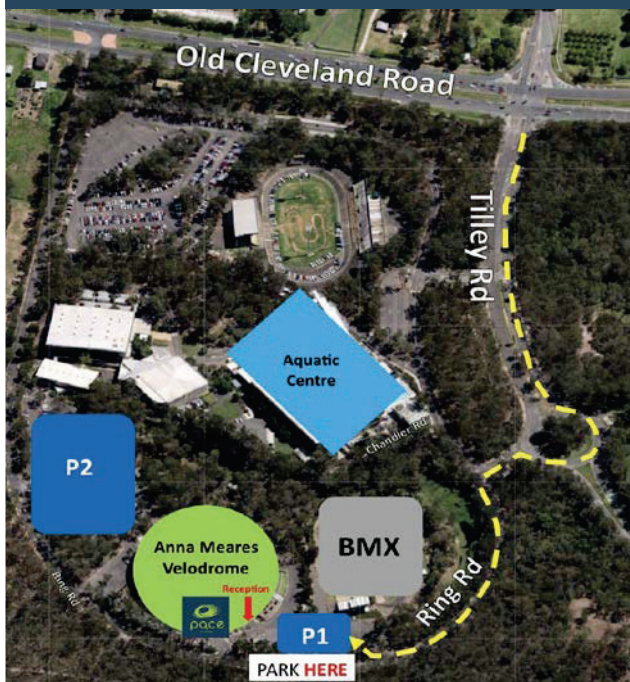 Old Cleveland Road
Tilley Rd
Aquatic
Centre
Chandler Rd
P2
BMX
Anna Meares
Velodrome
Reception
pace
Ring Rd
Ring Rd
P1
PARK HERE